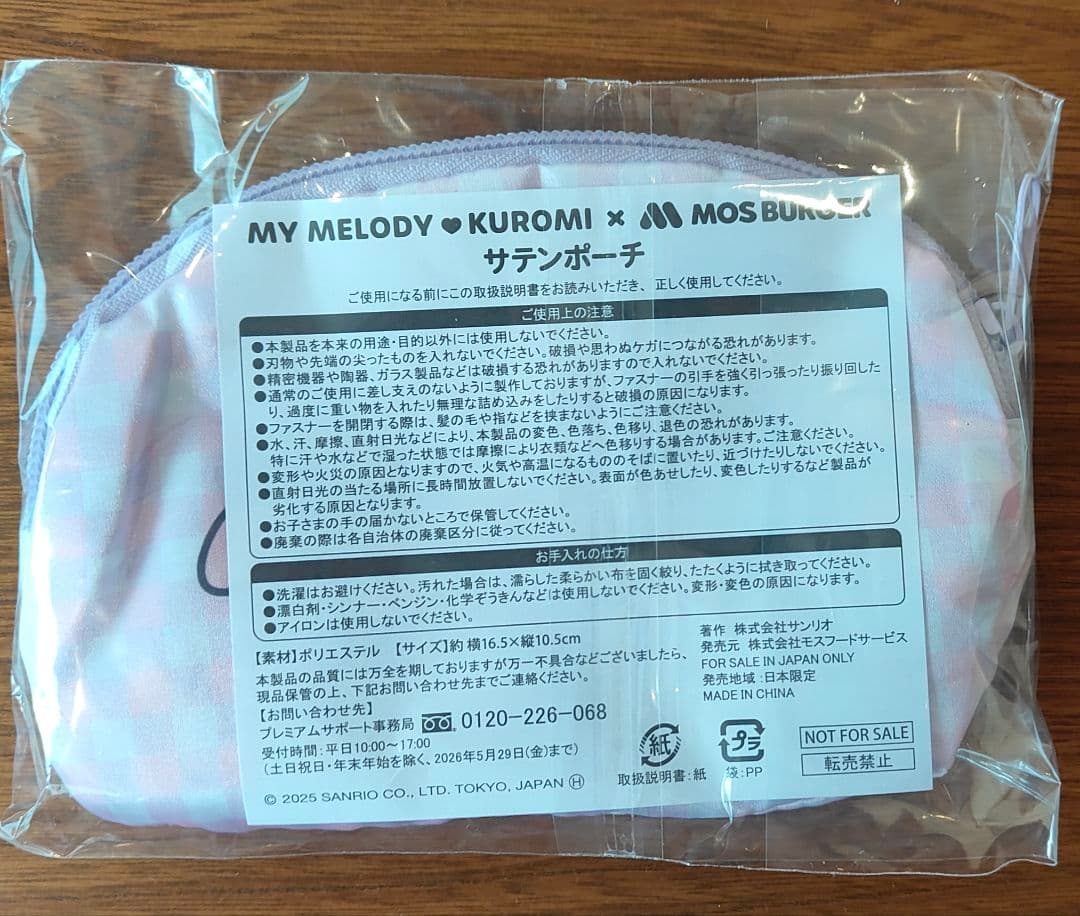 MY MELODY ♥ KUROMI × MOS BURGER
サテンポーチ
ご使用になる前にこの取扱説明書をお読みいただき、正しく使用してください。
ご使用上の注意
●本製品を本来の用途・目的以外には使用しないでください。
●刃物や先端の尖ったものを入れないでください。破損や思わぬケガにつながる恐れがあります。
●精密機器や陶器、ガラス製品などは破損する恐れがありますので入れないでください。
●通常のご使用に差し支えのないように製作しておりますが、ファスナーの引手を強く引っ張ったり振り回した
り、過度に重い物を入れたり無理な詰め込みをしたりすると破損の原因になります。
●ファスナーを開閉する際は、髪の毛や指などを挟まないようにご注意ください。
●水、汗、摩擦、直射日光などにより、本製品の変色、色落ち、色移り、退色の恐れがあります。
特に汗や水などで湿った状態では摩擦により衣類などへ色移りする場合があります。ご注意ください。
●変形や火災の原因となりますので、火気や高温になるもののそばに置いたり、近づけたりしないでください。
●直射日光の当たる場所に長時間放置しないでください。表面が色あせしたり、変色したりするなど製品が
劣化する原因となります。
●お子さまの手の届かないところで保管してください。
●廃棄の際は各自治体の廃棄区分に従ってください。
お手入れの仕方
●洗濯はお避けください。汚れた場合は、濡らした柔らかい布を固く絞り、たたくように拭き取ってください。
●漂白剤・シンナー・ベンジン・化学ぞうきんなどは使用しないでください。変形・変色の原因になります。
●アイロンは使用しないでください。
【素材】ポリエステル 【サイズ】約 横16.5×縦10.5cm
本製品の品質には万全を期しておりますが万一不具合などございましたら、
現品保管の上、下記お問い合わせ先までご連絡ください。
【お問い合わせ先】
プレミアムサポート事務局 0120-226-068
受付時間:平日10:00～17:00
(土日祝日・年末年始を除く、2026年5月29日(金)まで)
© 2025 SANRIO CO., LTD. TOKYO, JAPAN Ⓗ
著作 株式会社サンリオ
発売元 株式会社モスフードサービス
FOR SALE IN JAPAN ONLY
発売地域:日本限定
MADE IN CHINA
紙
取扱説明書:紙
プラ
袋:PP
NOT FOR SALE
転売禁止